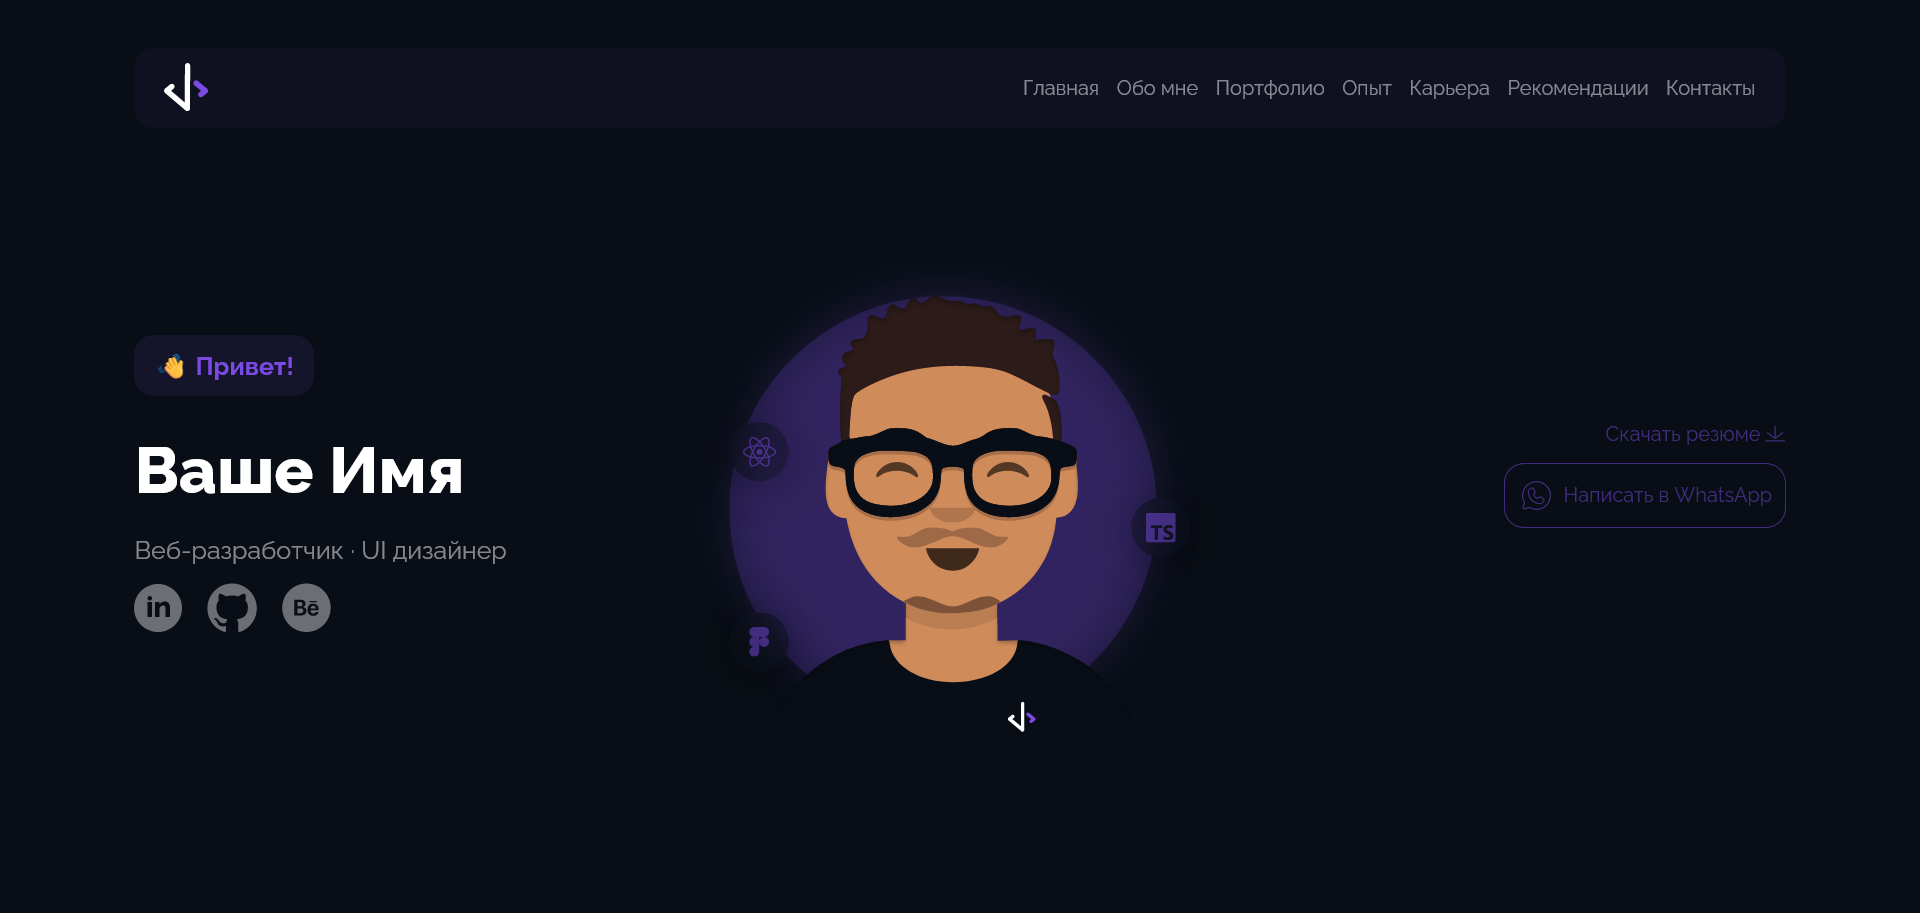 Главная Обо мне Портфолио Опыт Карьера Рекомендации Контакты
Привет!
Ваше Имя
Веб-разработчик · UI дизайнер
in Bē
TS
Скачать резюме
Написать в WhatsApp